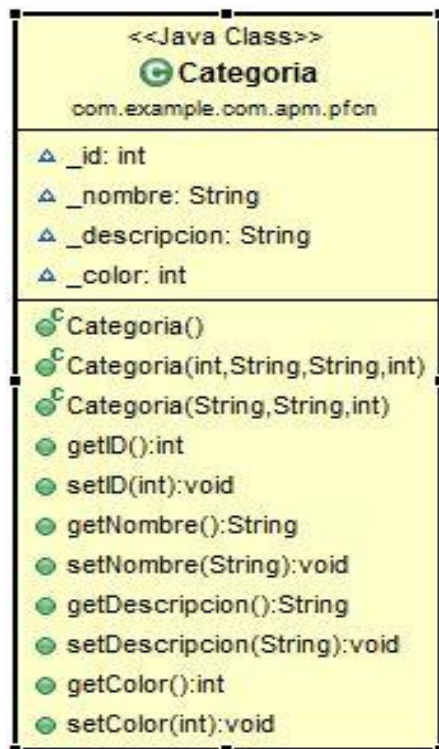 <<Java Class>>
Categoria
com.example.com.apm.pfcn
_id: int
_nombre: String
_descripcion: String
_color: int
Categoria()
Categoria(int,String,String,int)
Categoria(String,String,int)
getID():int
setID(int):void
getNombre():String
setNombre(String):void
getDescripcion():String
setDescripcion(String):void
getColor():int
setColor(int):void